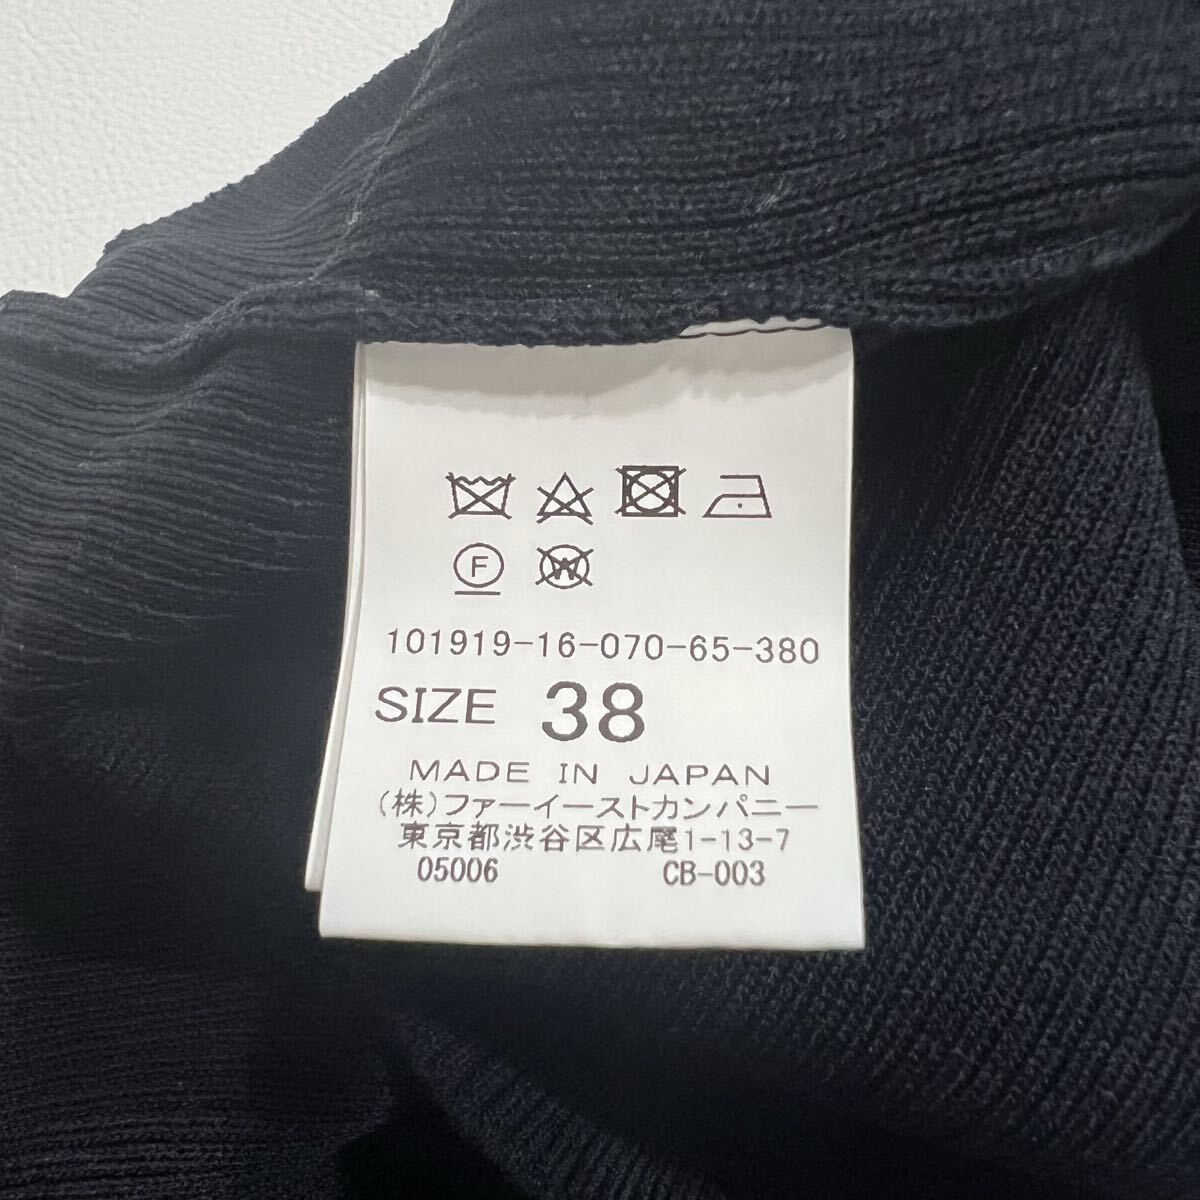 F
W
101919-16-070-65-380
SIZE 38
MADE IN JAPAN
(株)ファーイーストカンパニー
東京都渋谷区広尾1-13-7
05006 CB-003